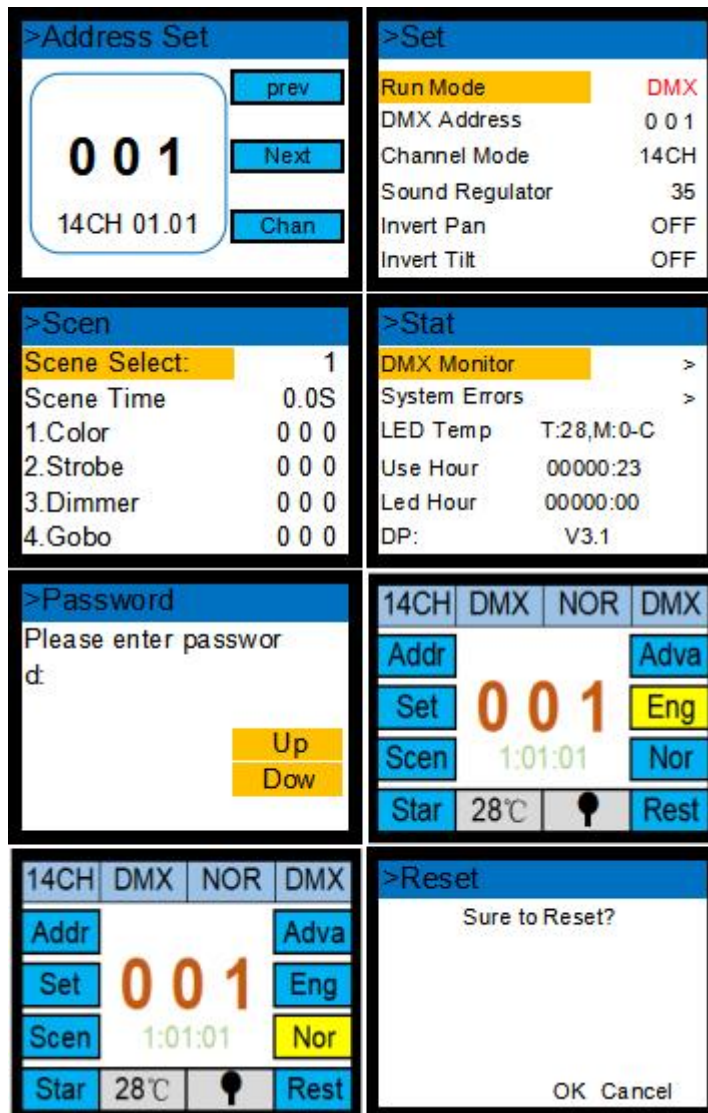 >Address Set
prev
0 0 1
Next
14CH 01.01
Chan
>Set
Run Mode DMX
DMX Address 0 0 1
Channel Mode 14CH
Sound Regulator 35
Invert Pan OFF
Invert Tilt OFF
>Scen
Scene Select: 1
Scene Time 0.0S
1.Color 0 0 0
2.Strobe 0 0 0
3.Dimmer 0 0 0
4.Gobo 0 0 0
>Stat
DMX Monitor >
System Errors >
LED Temp T:28,M:0-C
Use Hour 00000:23
Led Hour 00000:00
DP: V3.1
>Password
Please enter passwor
d:
Up
Dow
14CH DMX NOR DMX
Addr Adva
Set 0 0 1 Eng
Scen 1:01:01 Nor
Star 28℃ Rest
14CH DMX NOR DMX
Addr Adva
Set 0 0 1 Eng
Scen 1:01:01 Nor
Star 28℃ Rest
>Reset
Sure to Reset?
OK Cancel